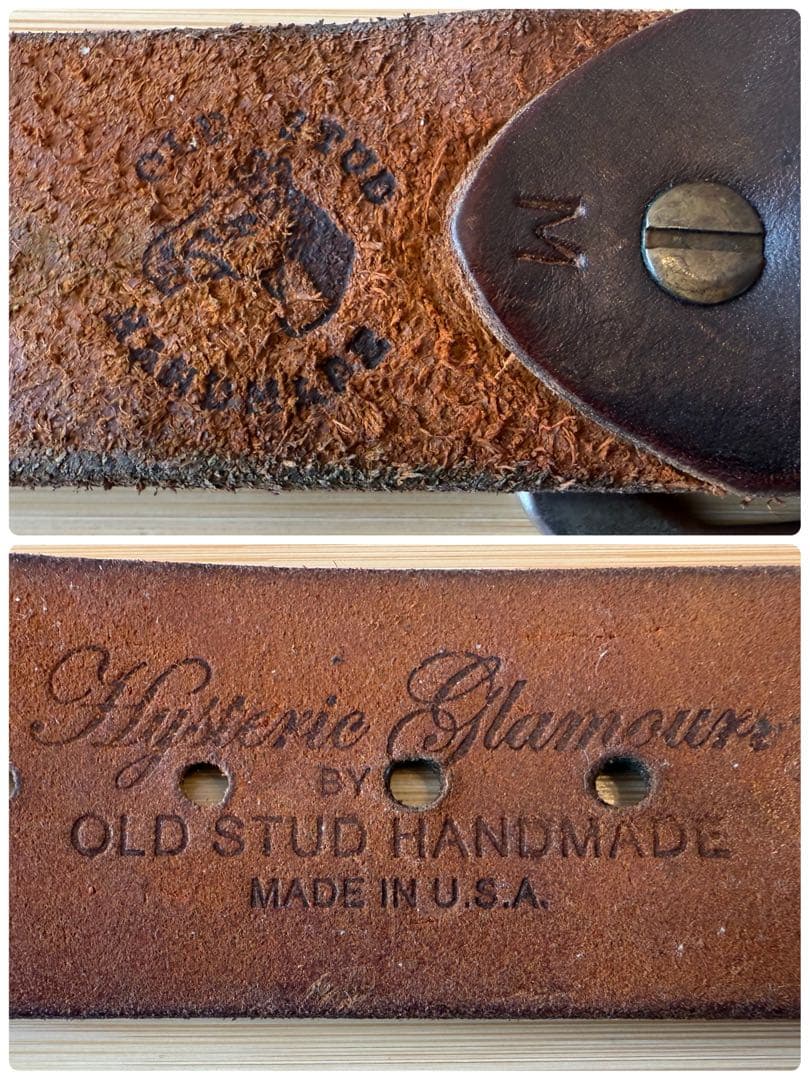 OLD STUD
HANDMADE
M
Hysteric Glamour
BY
OLD STUD HANDMADE
MADE IN U.S.A.